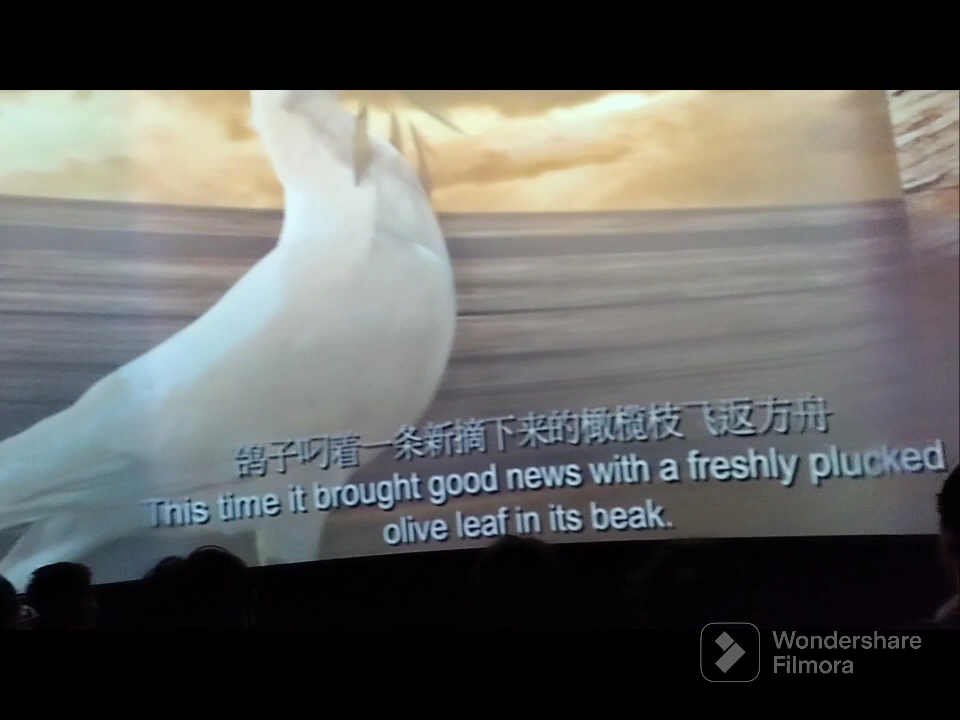 鹄子叼着一条新摘下来的橄榄枝飞返方舟
This time it brought good news with a freshly plucked
olive leaf in its beak.
Wondershare
Filmora